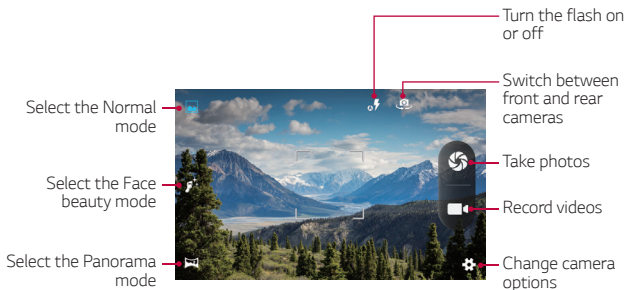 Turn the flash on
or off
Switch between
front and rear
cameras
Select the Normal
mode
Take photos
Select the Face
beauty mode
Record videos
Select the Panorama
mode
Change camera
options